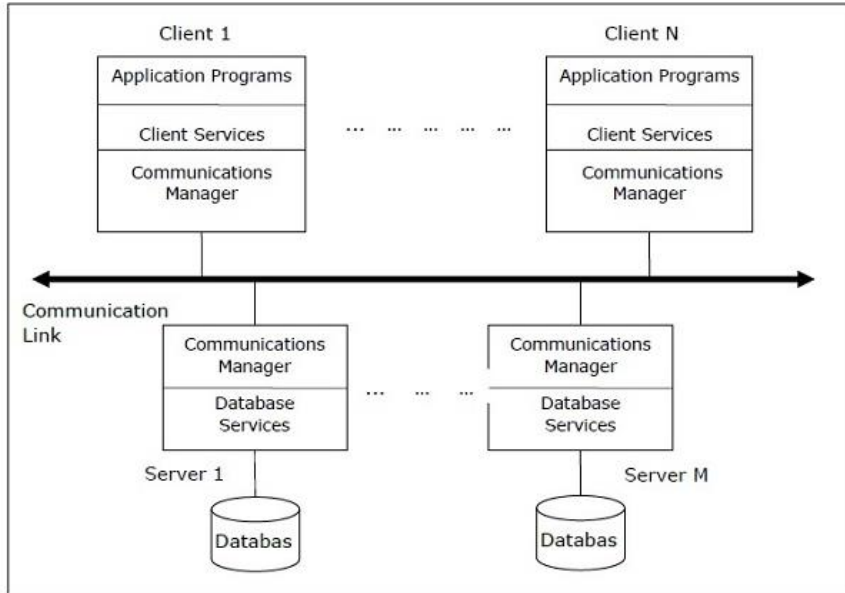 Client 1
Client N
Application Programs
Client Services
Communications
Manager
... ... ... ... ...
Application Programs
Client Services
Communications
Manager
Communication
Link
Communications
Manager
Database
Services
... ... ...
Communications
Manager
Database
Services
Server 1
Server M
Databas
Databas